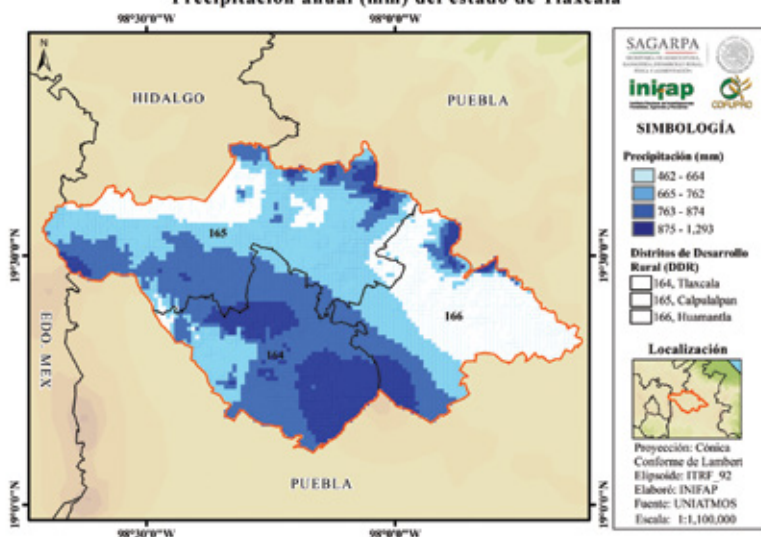 Precipitación anual (mm) del estado de Tlaxcala
98°30'0"W
98°0'0"W
N
HIDALGO
PUEBLA
165
166
164
EDO. MEX
PUEBLA
19°30'0"N
19°0'0"N
19°30'0"N
19°0'0"N
98°30'0"W
98°0'0"W
SAGARPA
inifap
COFUPRO
SIMBOLOGÍA
Precipitación (mm)
462 - 664
665 - 762
763 - 874
875 - 1,293
Distritos de Desarrollo
Rural (DDR)
164, Tlaxcala
165, Calpulalpan
166, Huamantla
Localización
Proyección: Cónica
Conforme de Lambert
Elipsoide: ITRF_92
Elaboró: INIFAP
Fuente: UNIATMOS
Escala: 1:1,100,000